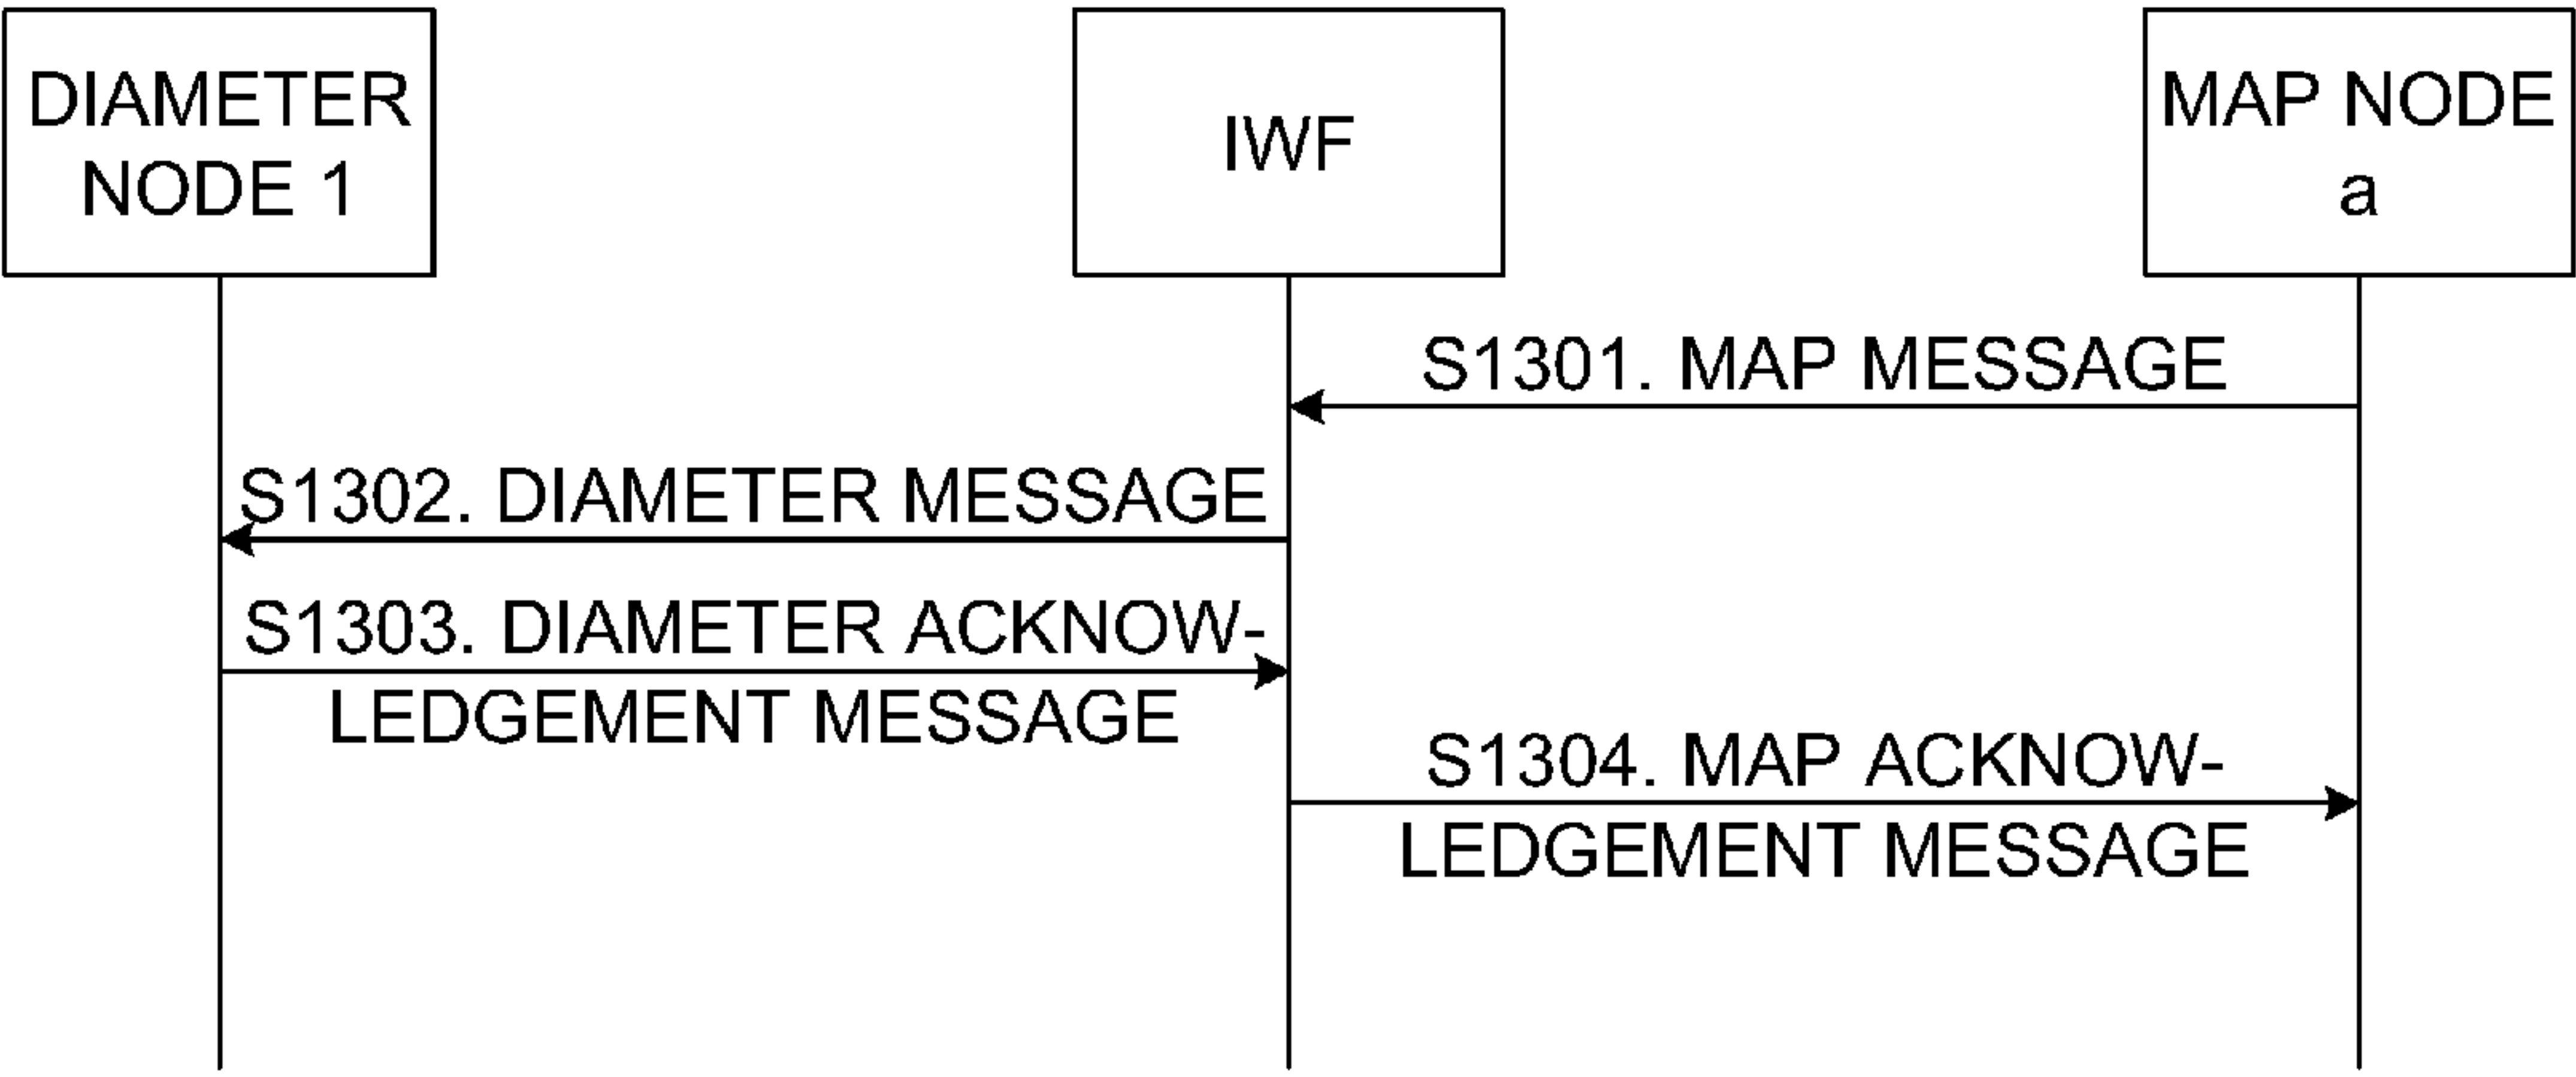 DIAMETER
NODE 1
IWF
MAP NODE
a
S1301. MAP MESSAGE
S1302. DIAMETER MESSAGE
S1303. DIAMETER ACKNOW-
LEDGEMENT MESSAGE
S1304. MAP ACKNOW-
LEDGEMENT MESSAGE